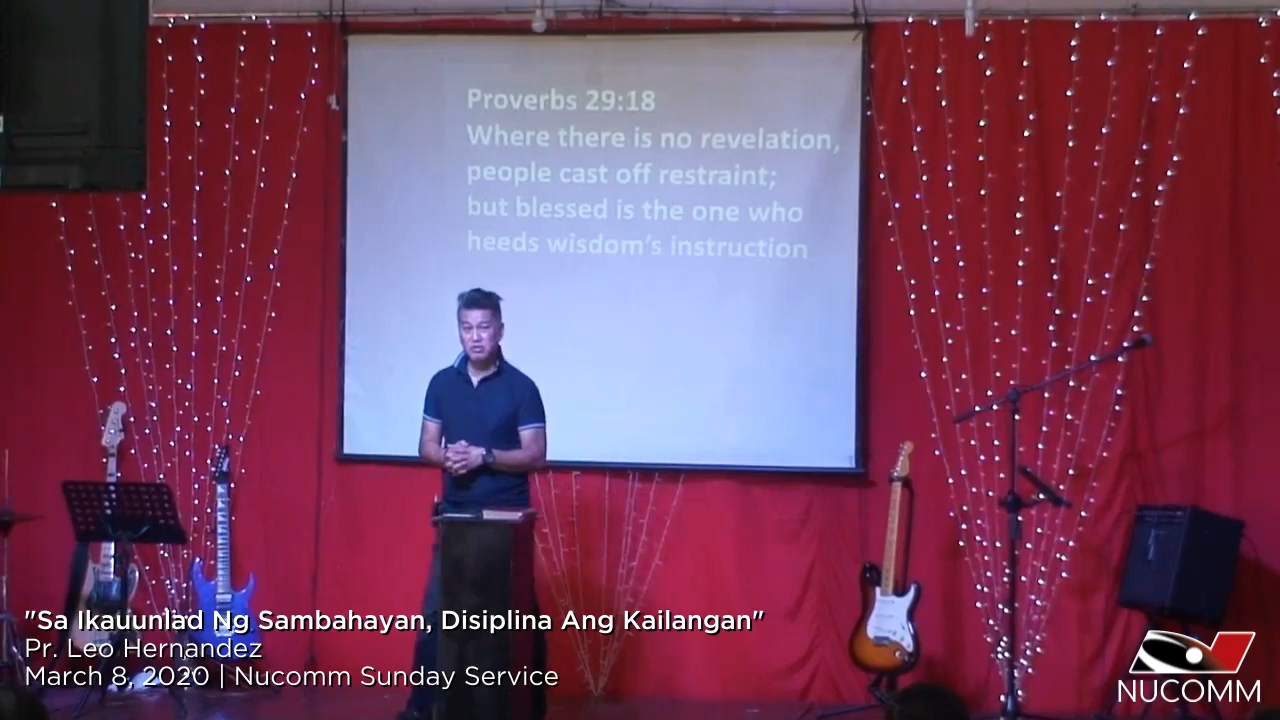 Proverbs 29:18
Where there is no revelation,
people cast off restraint;
but blessed is the one who
heeds wisdom's instruction
"Sa Ikauunlad Ng Sambahayan, Disiplina Ang Kailangan"
Pr. Leo Hernandez
March 8, 2020 | Nucomm Sunday Service
NUCOMM